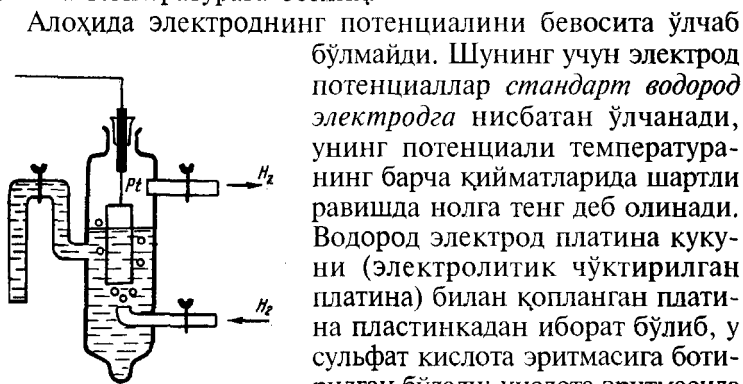 Алоҳида электроднинг потенциалини бевосита ўлчаб
бўлмайди. Шунинг учун электрод
потенциаллар стандарт водород
электродга нисбатан ўлчанади,
унинг потенциали температура-
нинг барча қийматларида шартли
равишда нолга тенг деб олинади.
Водород электрод платина куку-
ни (электролитик чўктирилган
платина) билан қопланган плати-
на пластинкадан иборат бўлиб, у
сульфат кислота эритмасига боти-
Pt
H₂
H₂